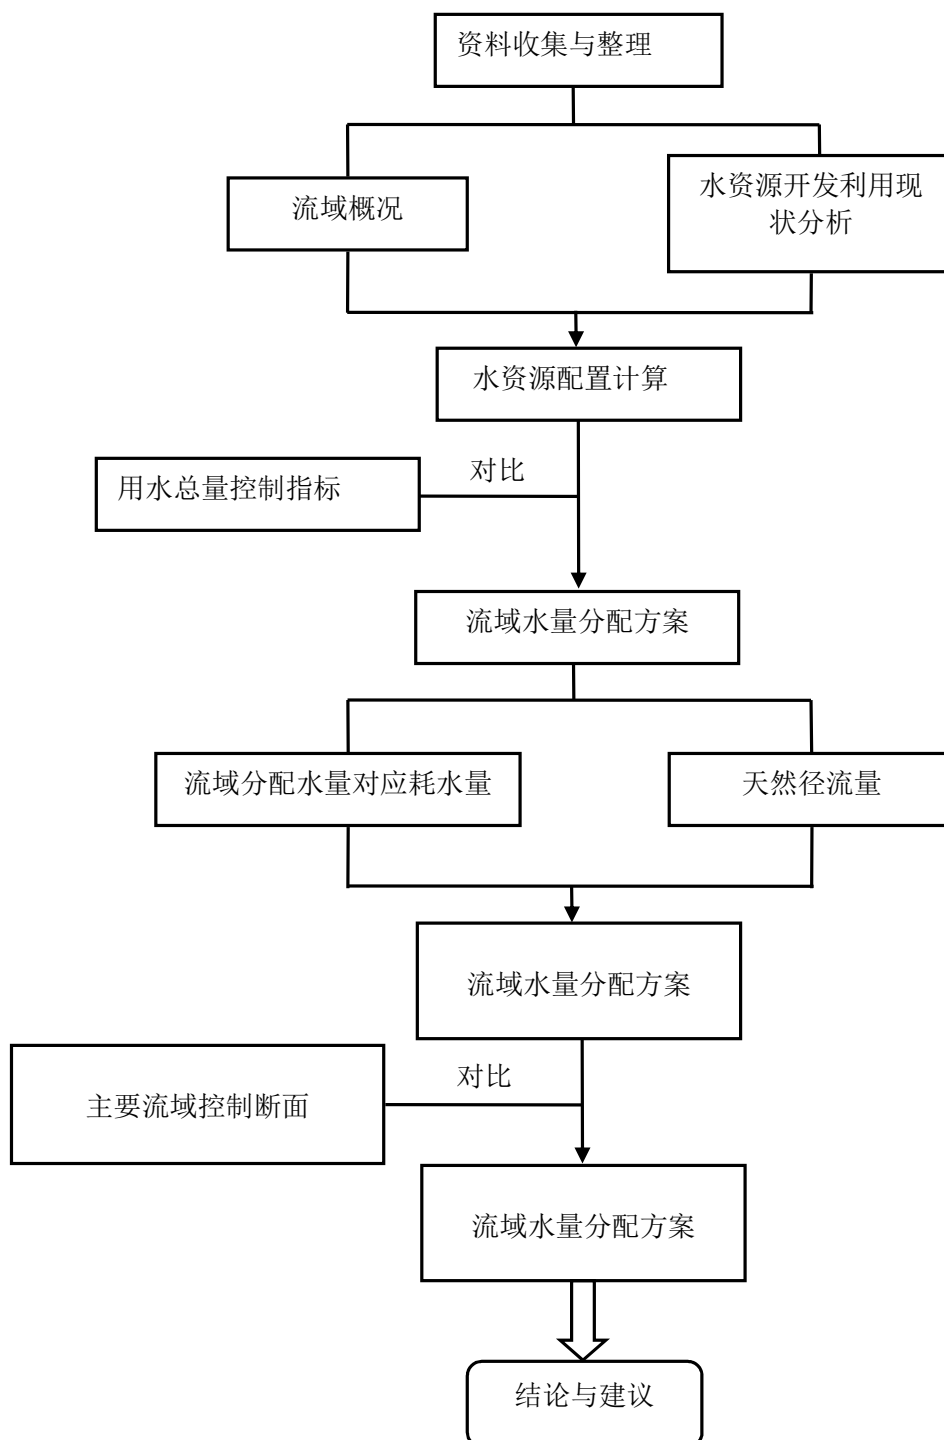 资料收集与整理
流域概况
水资源开发利用现
状分析
水资源配置计算
对比
用水总量控制指标
流域水量分配方案
流域分配水量对应耗水量
天然径流量
流域水量分配方案
对比
主要流域控制断面
流域水量分配方案
结论与建议